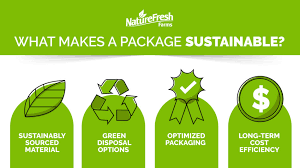 NatureFresh
Farms
WHAT MAKES A PACKAGE SUSTAINABLE?
SUSTAINABLY
SOURCED
MATERIAL
GREEN
DISPOSAL
OPTIONS
OPTIMIZED
PACKAGING
$
LONG-TERM
COST
EFFICIENCY